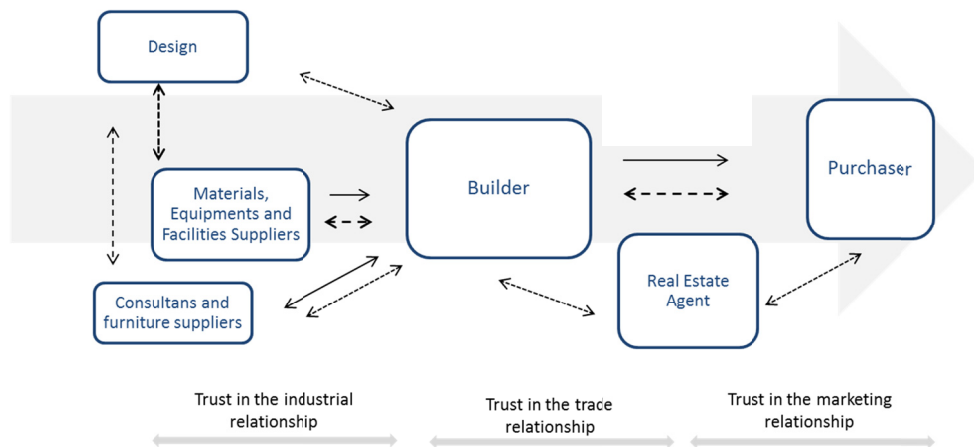 Design
Materials,
Equipments and
Facilities Suppliers
Consultans and
furniture suppliers
Builder
Real Estate
Agent
Purchaser
Trust in the industrial
relationship
Trust in the trade
relationship
Trust in the marketing
relationship